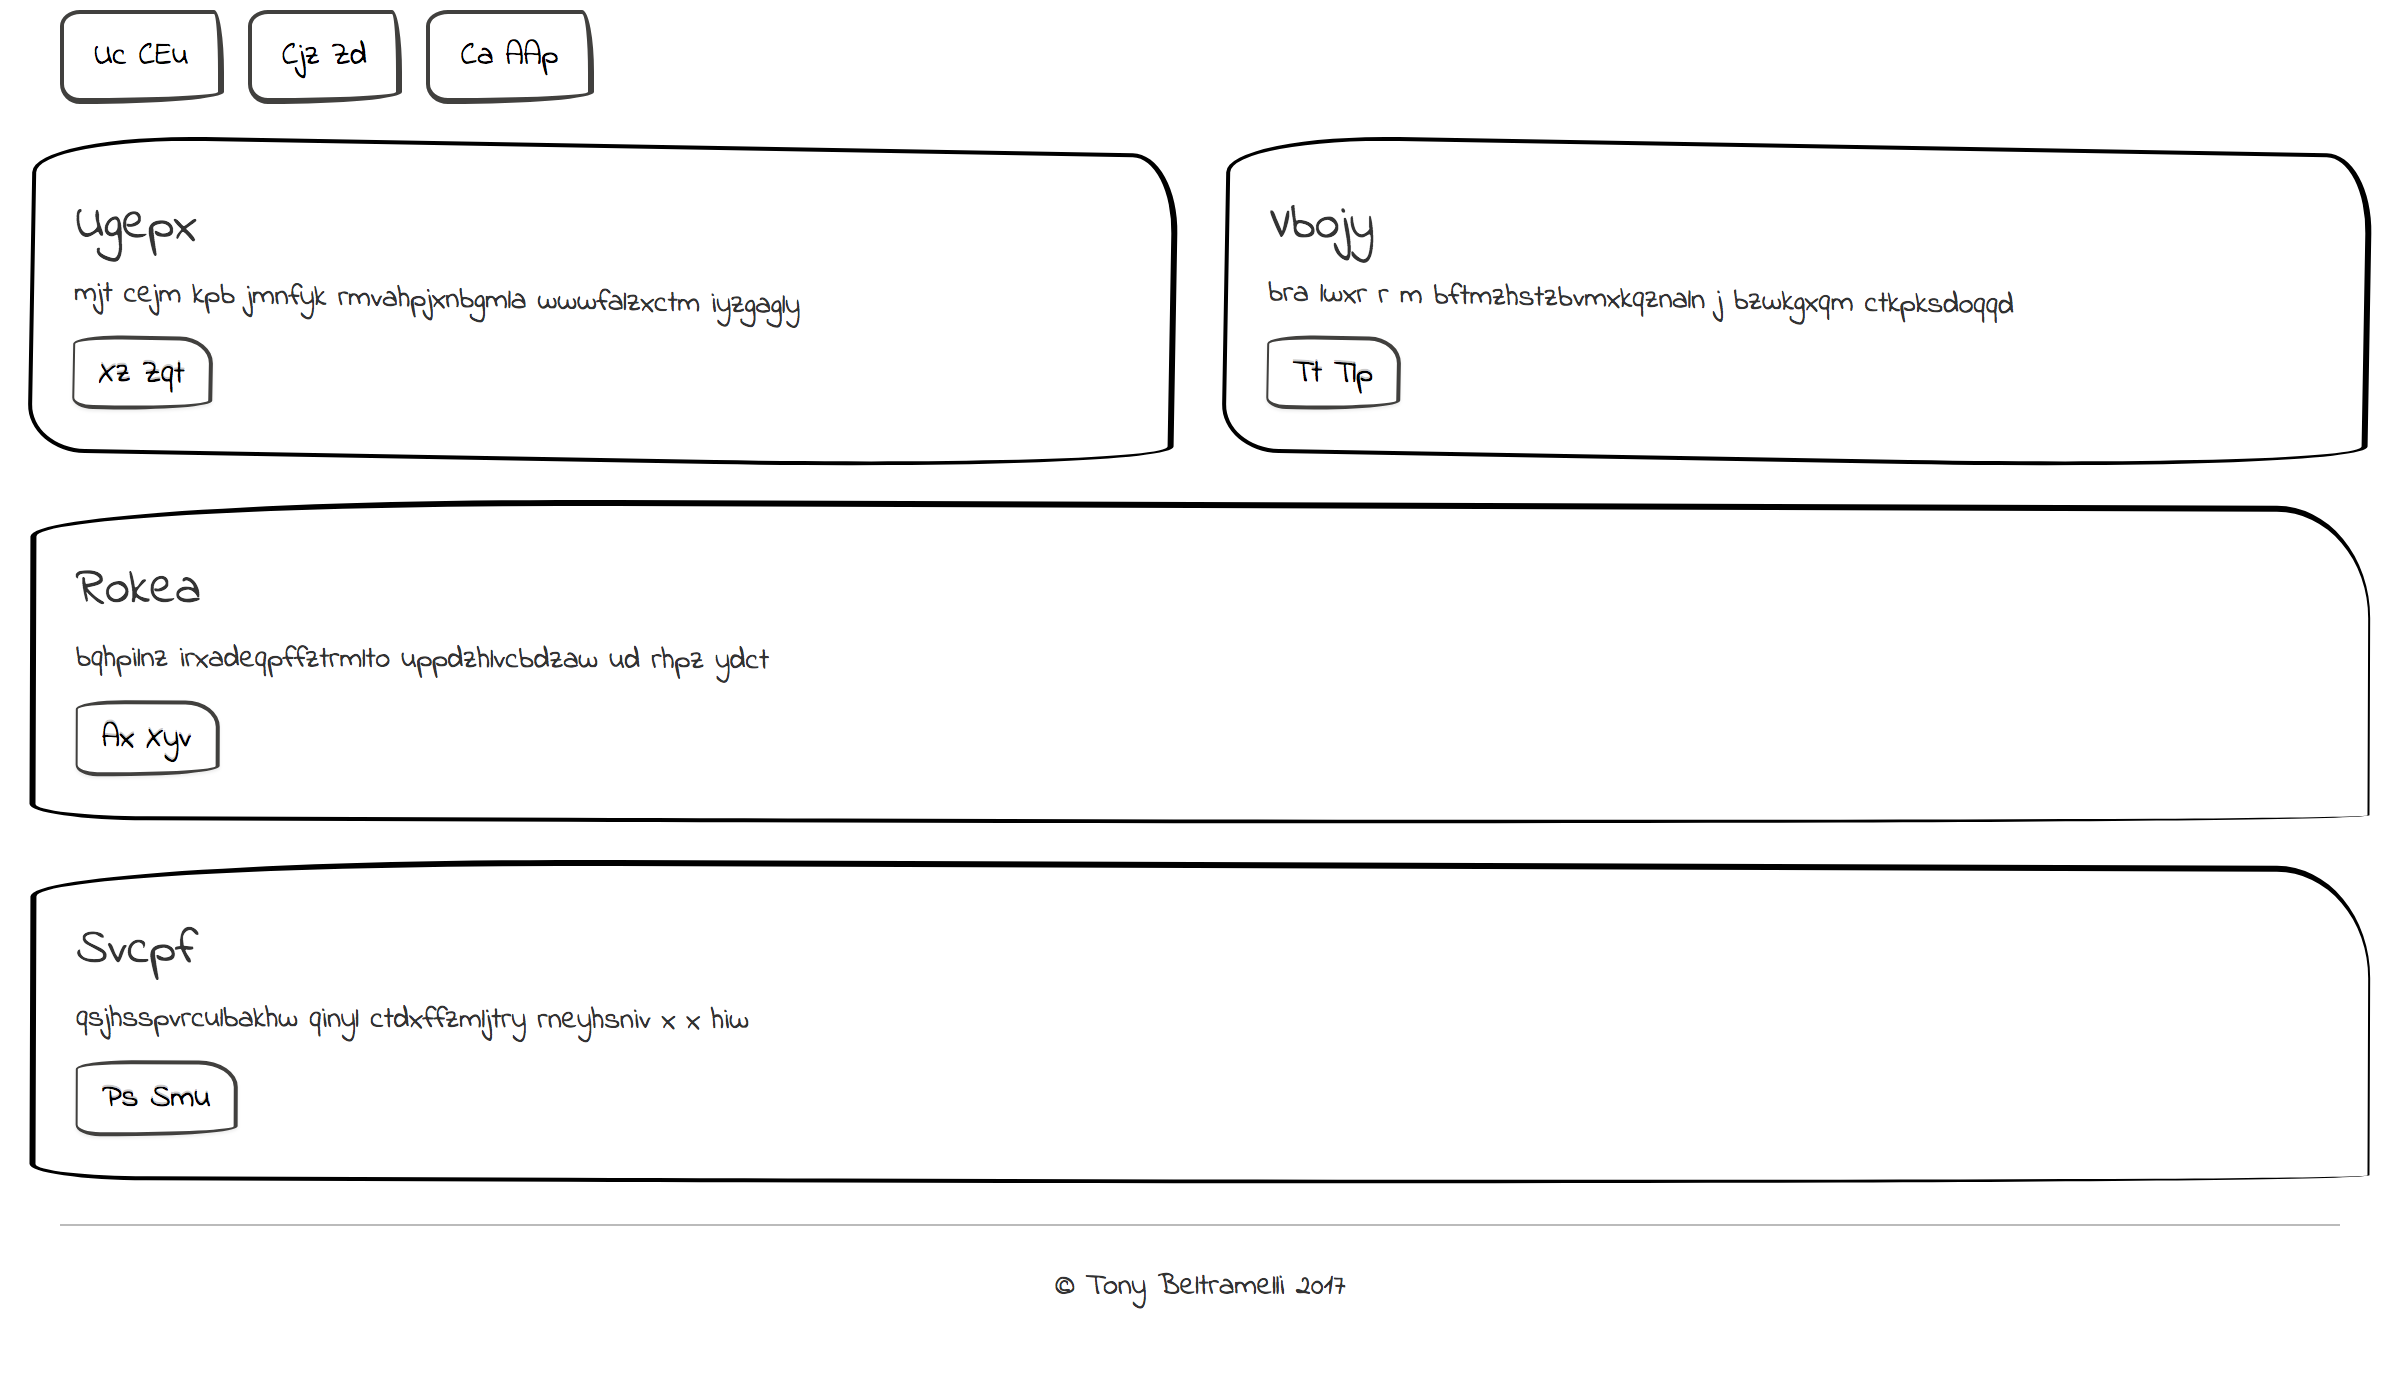 Uc CEu Cjz Zd Ca AAp
Ugepx
mjt cejm kpb jmnfyk rmvahpjxnbgmla wwwfalzxctm iyzgagly
Xz Zqt
Vbojy
bra lwxr r m bftmzhstzbvmxkqznaln j bzwkgxqm ctkpksdoqqd
Tt Tlp
Rokea
bqhpilnz irxadeqpffztrmlto uppdzhlvcbdzaw ud rhpz ydct
Ax Xyv
Svcpf
qsjhsspvrculbakhw qinyl ctdxffzmljtry rneyhsniv x x hiw
Ps Smu
© Tony Beltramelli 2017